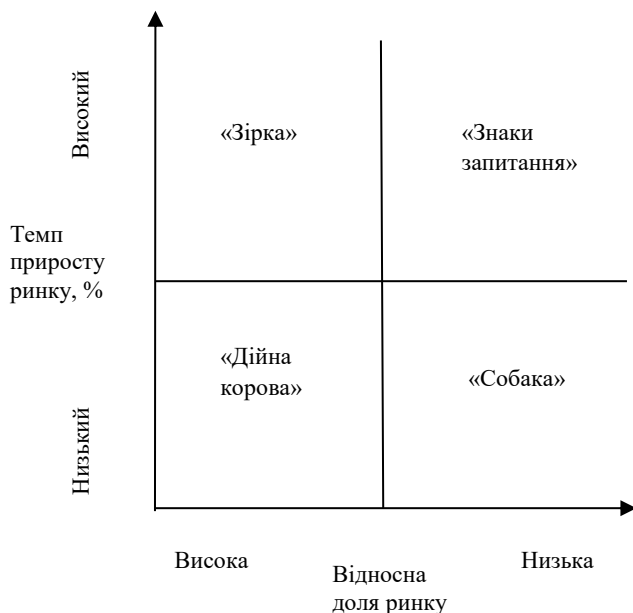 Високий
«Зірка»
«Знаки
запитання»
Темп
приросту
ринку, %
«Дійна
корова»
«Собака»
Низький
Висока
Відносна
доля ринку
Низька